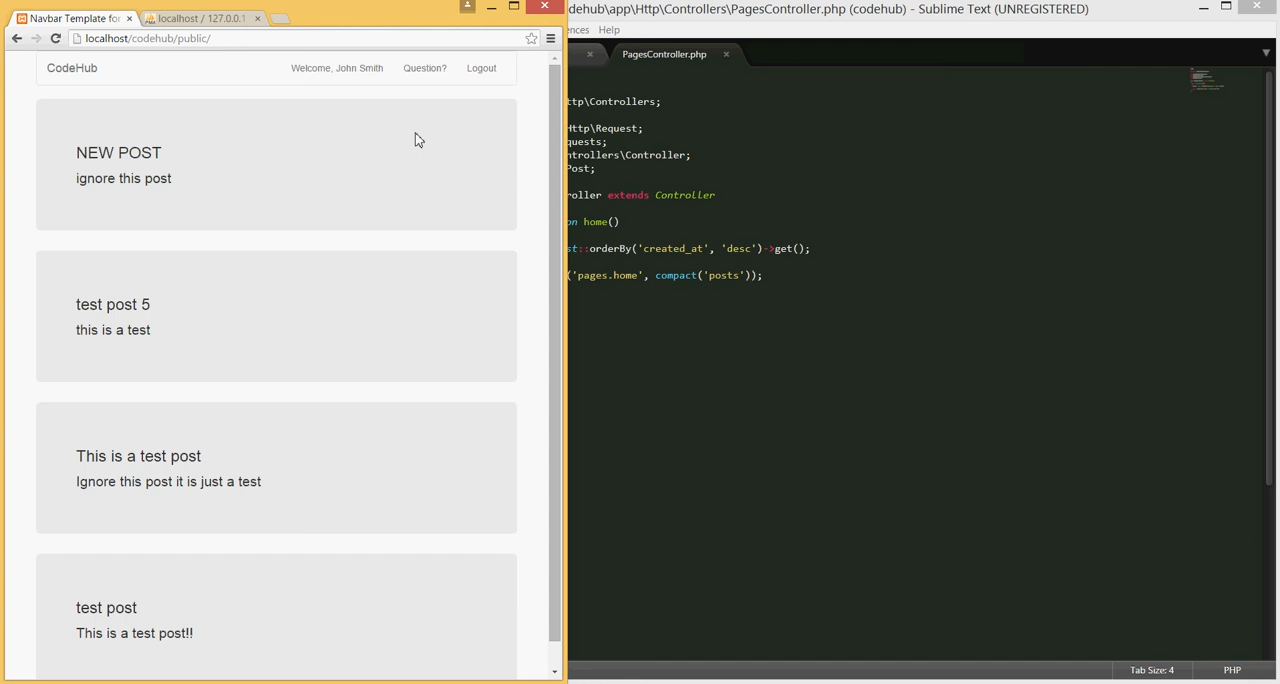 Navbar Template for
localhost / 127.0.0.1
localhost/codehub/public/
CodeHub
Welcome, John Smith
Question?
Logout
NEW POST
ignore this post
test post 5
this is a test
This is a test post
Ignore this post it is just a test
test post
This is a test post!!
dehub\app\Http\Controllers\PagesController.php (codehub) - Sublime Text (UNREGISTERED)
ences Help
PagesController.php
ttp\Controllers;
Http\Request;
quests;
ntrollers\Controller;
Post;
roller extends Controller
on home()
st::orderBy('created_at', 'desc')->get();
('pages.home', compact('posts'));
Tab Size: 4
PHP